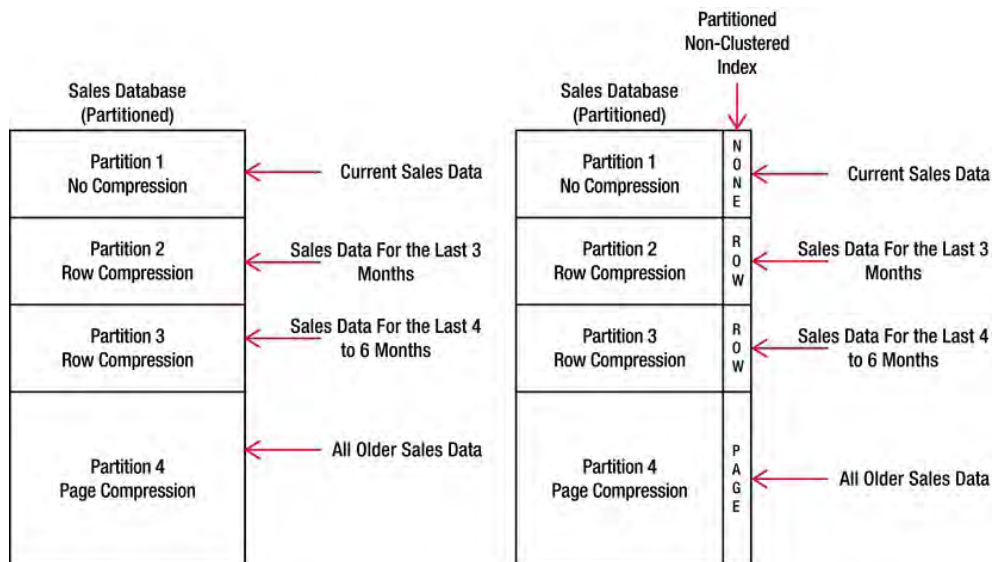 Sales Database
(Partitioned)
Partition 1
No Compression
Partition 2
Row Compression
Partition 3
Row Compression
Partition 4
Page Compression
Current Sales Data
Sales Data For the Last 3
Months
Sales Data For the Last 4
to 6 Months
All Older Sales Data
Partitioned
Non-Clustered
Index
Sales Database
(Partitioned)
Partition 1
No Compression
Partition 2
Row Compression
Partition 3
Row Compression
Partition 4
Page Compression
N
O
N
E
R
O
W
R
O
W
P
A
G
E
Current Sales Data
Sales Data For the Last 3
Months
Sales Data For the Last 4
to 6 Months
All Older Sales Data